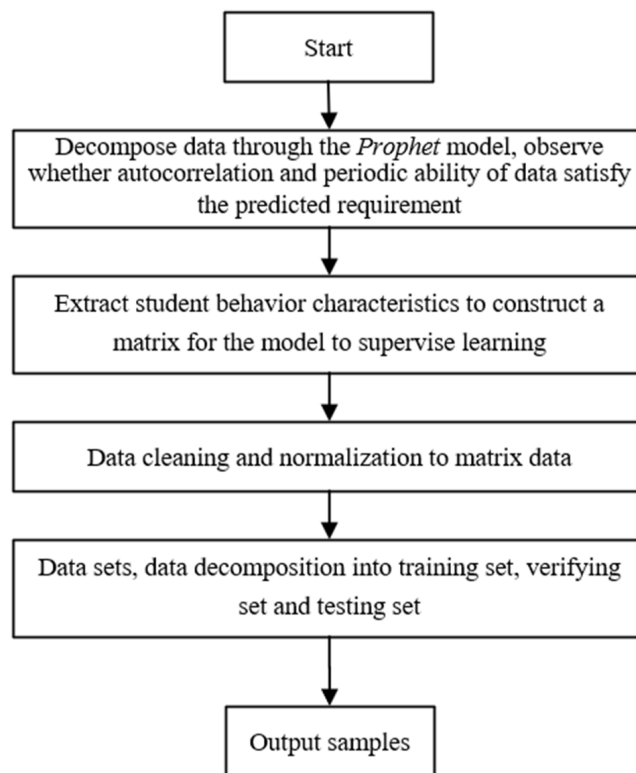 Start
Decompose data through the Prophet model, observe
whether autocorrelation and periodic ability of data satisfy
the predicted requirement
Extract student behavior characteristics to construct a
matrix for the model to supervise learning
Data cleaning and normalization to matrix data
Data sets, data decomposition into training set, verifying
set and testing set
Output samples